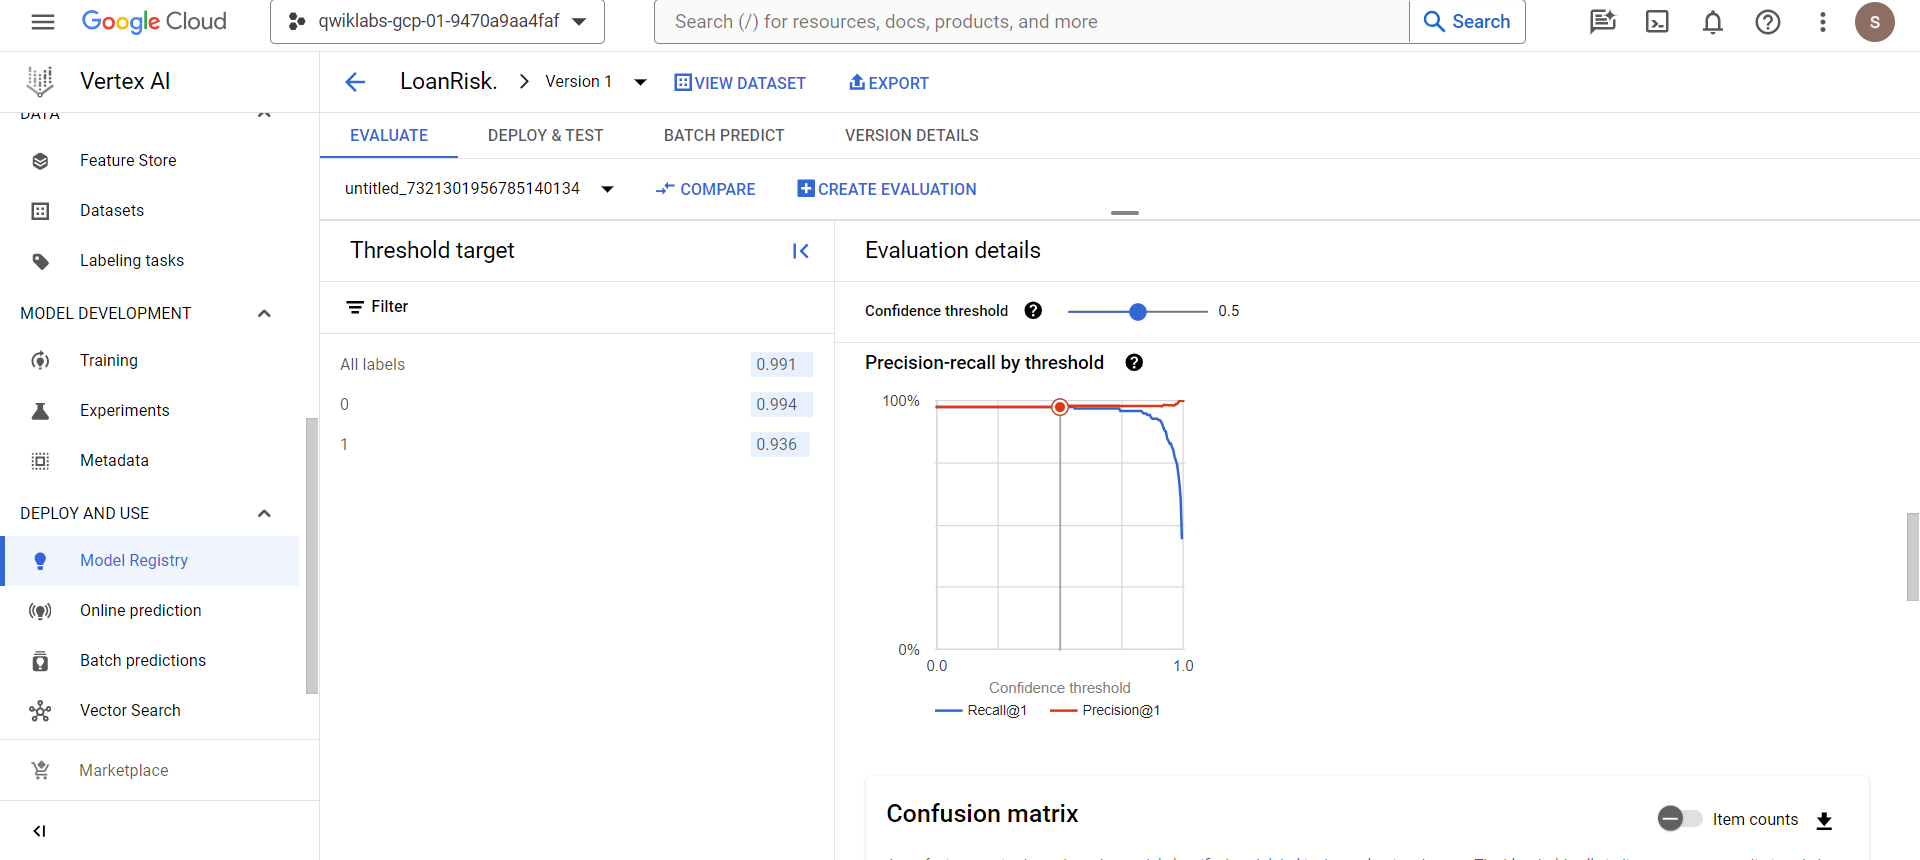 Google Cloud
qwiklabs-gcp-01-9470a9aa4faf
Search (/) for resources, docs, products, and more
Search
S
Vertex AI
DATA
Feature Store
Datasets
Labeling tasks
MODEL DEVELOPMENT
Training
Experiments
Metadata
DEPLOY AND USE
Model Registry
Online prediction
Batch predictions
Vector Search
Marketplace
LoanRisk.
Version 1
VIEW DATASET
EXPORT
EVALUATE
DEPLOY & TEST
BATCH PREDICT
VERSION DETAILS
untitled_7321301956785140134
COMPARE
CREATE EVALUATION
Threshold target
Filter
All labels 0.991
0 0.994
1 0.936
Evaluation details
Confidence threshold 0.5
Precision-recall by threshold
100%
0%
0.0 1.0
Confidence threshold
Recall@1 Precision@1
Confusion matrix
Item counts